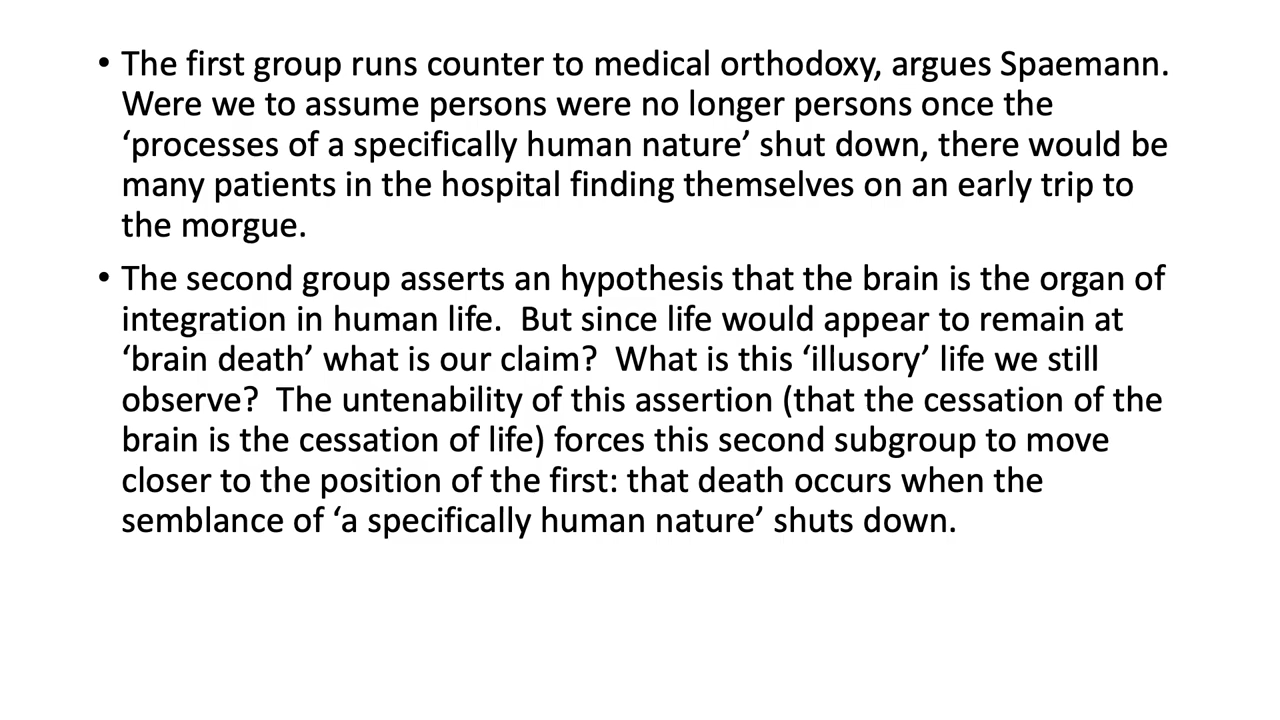 • The first group runs counter to medical orthodoxy, argues Spaemann.
Were we to assume persons were no longer persons once the
‘processes of a specifically human nature’ shut down, there would be
many patients in the hospital finding themselves on an early trip to
the morgue.
• The second group asserts an hypothesis that the brain is the organ of
integration in human life.  But since life would appear to remain at
‘brain death’ what is our claim?  What is this ‘illusory’ life we still
observe?  The untenability of this assertion (that the cessation of the
brain is the cessation of life) forces this second subgroup to move
closer to the position of the first: that death occurs when the
semblance of ‘a specifically human nature’ shuts down.